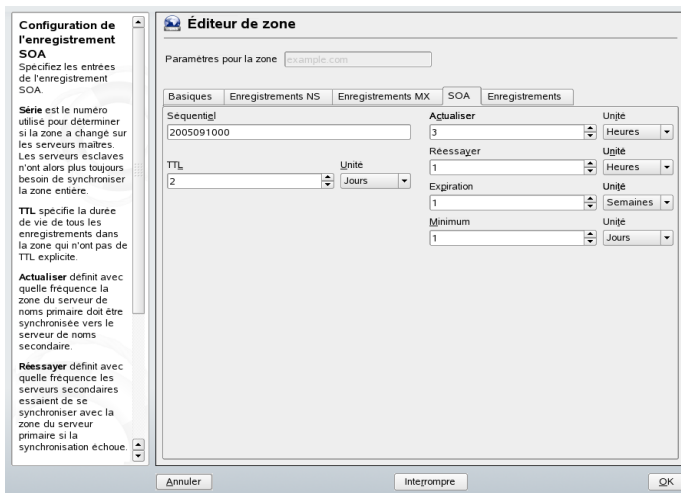 Configuration de
l'enregistrement
SOA
Spécifiez les entrées
de l'enregistrement
SOA.
Série est le numéro
utilisé pour déterminer
si la zone a changé sur
les serveurs maîtres.
Les serveurs esclaves
n'ont alors plus toujours
besoin de synchroniser
la zone entière.
TTL spécifie la durée
de vie de tous les
enregistrements dans
la zone qui n'ont pas de
TTL explicite.
Actualiser définit avec
quelle fréquence la
zone du serveur de
noms primaire doit être
synchronisée vers le
serveur de noms
secondaire.
Réessayer définit avec
quelle fréquence les
serveurs secondaires
essaient de se
synchroniser avec la
zone du serveur
primaire si la
synchronisation échoue.
Éditeur de zone
Paramètres pour la zone example.com
Basiques Enregistrements NS Enregistrements MX SOA Enregistrements
Séquentiel
2005091000
TTL Unité
2 Jours
Actualiser Unité
3 Heures
Réessayer Unité
1 Heures
Expiration Unité
1 Semaines
Minimum Unité
1 Jours
Annuler Interrompre OK